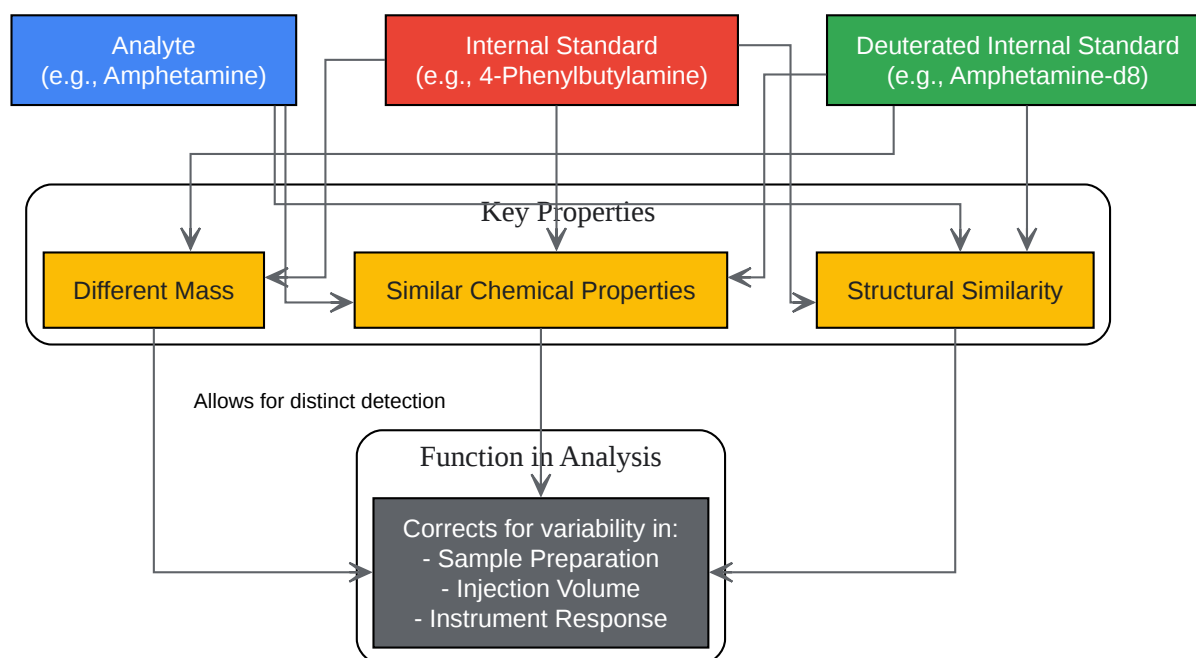 Analyte
(e.g., Amphetamine)
Internal Standard
(e.g., 4-Phenylbutylamine)
Deuterated Internal Standard
(e.g., Amphetamine-d8)
Key Properties
Different Mass
Similar Chemical Properties
Structural Similarity
Allows for distinct detection
Function in Analysis
Corrects for variability in:
- Sample Preparation
- Injection Volume
- Instrument Response